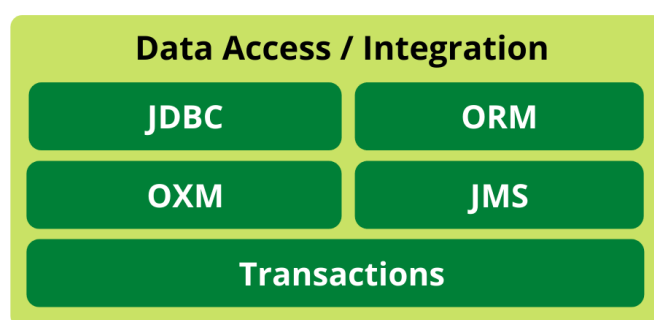 Data Access / Integration
JDBC
ORM
OXM
JMS
Transactions